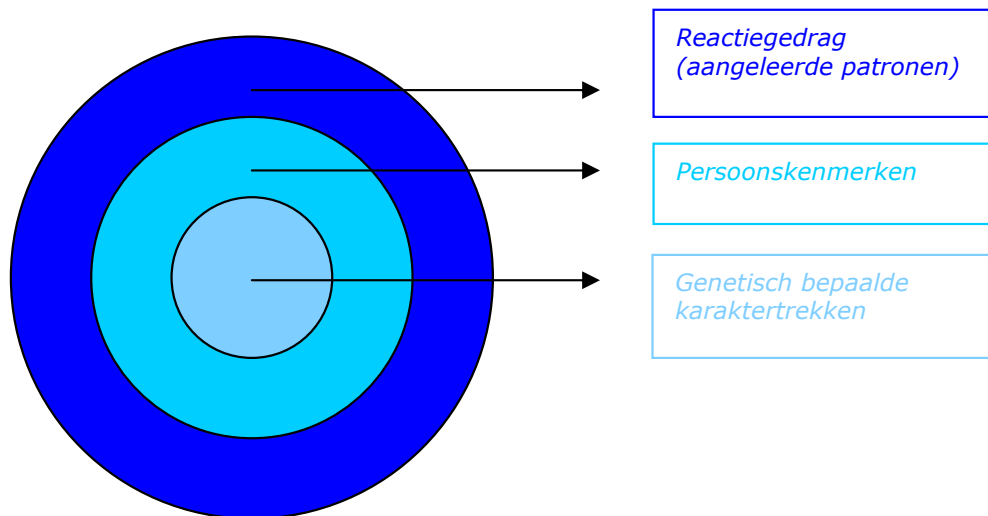 Reactiegedrag
(aangeleerde patronen)
Persoonskenmerken
Genetisch bepaalde
karaktertrekken